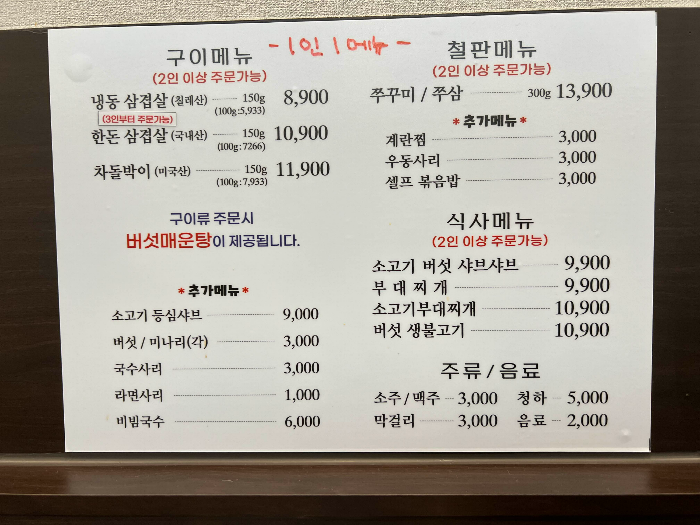 - 1인 1메뉴 -
구이메뉴
(2인 이상 주문가능)
냉동 삼겹살 (칠레산) 150g 8,900
(100g:5,933)
(3인부터 주문가능)
한돈 삼겹살 (국내산) 150g 10,900
(100g:7266)
차돌박이 (미국산) 150g 11,900
(100g:7,933)
구이류 주문시
버섯매운탕이 제공됩니다.
*추가메뉴*
소고기 등심샤브 9,000
버섯 / 미나리(각) 3,000
국수사리 3,000
라면사리 1,000
비빔국수 6,000
철판메뉴
(2인 이상 주문가능)
쭈꾸미 / 쭈삼 300g 13,900
*추가메뉴*
계란찜 3,000
우동사리 3,000
셀프 볶음밥 3,000
식사메뉴
(2인 이상 주문가능)
소고기 버섯 샤브샤브 9,900
부 대 찌 개 9,900
소고기부대찌개 10,900
버섯 생불고기 10,900
주류 / 음료
소주 / 맥주 3,000 청하 5,000
막걸리 3,000 음료 2,000